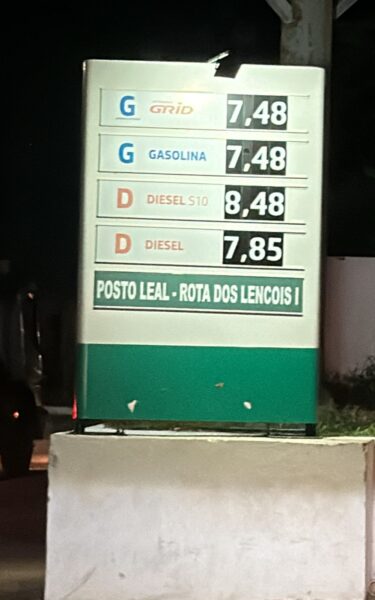 G GRID 7,48
G GASOLINA 7,48
D DIESEL S10 8,48
D DIESEL 7,85
POSTO LEAL - ROTA DOS LENCOIS I